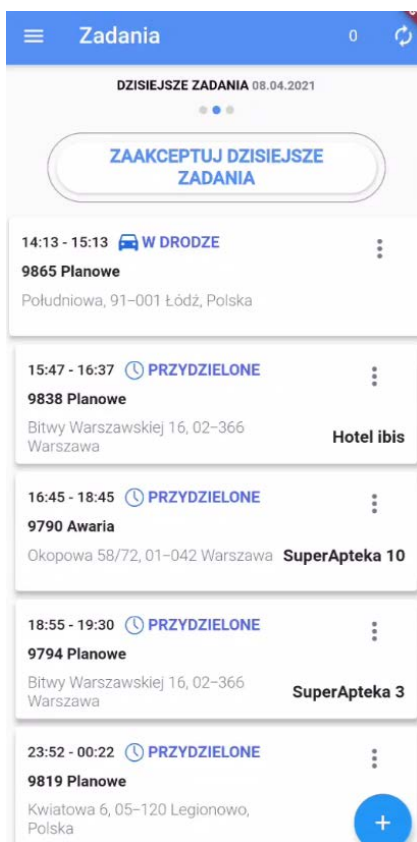 Zadania 0
DZISIEJSZE ZADANIA 08.04.2021
ZAAKCEPTUJ DZISIEJSZE
ZADANIA
14:13 - 15:13 W DRODZE
9865 Planowe
Południowa, 91-001 Łódź, Polska
15:47 - 16:37 PRZYDZIELONE
9838 Planowe
Bitwy Warszawskiej 16, 02-366
Warszawa
Hotel ibis
16:45 - 18:45 PRZYDZIELONE
9790 Awaria
Okopowa 58/72, 01-042 Warszawa SuperApteka 10
18:55 - 19:30 PRZYDZIELONE
9794 Planowe
Bitwy Warszawskiej 16, 02-366
Warszawa
SuperApteka 3
23:52 - 00:22 PRZYDZIELONE
9819 Planowe
Kwiatowa 6, 05-120 Legionowo,
Polska
+